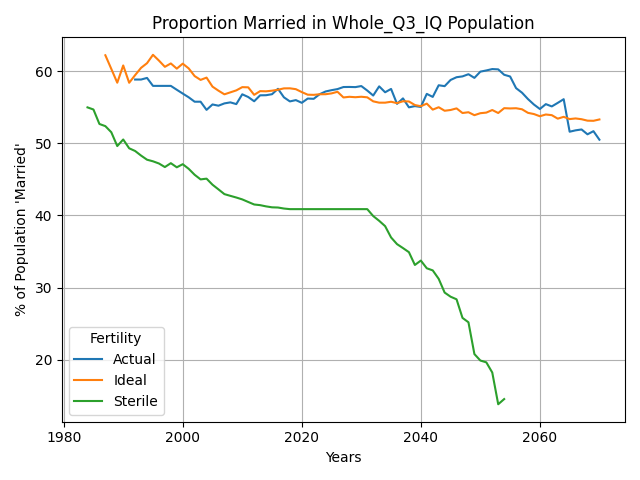 Proportion Married in Whole_Q3_IQ Population
% of Population 'Married'
60
50
40
30
20
Fertility
Actual
Ideal
Sterile
1980
2000
2020
2040
2060
Years